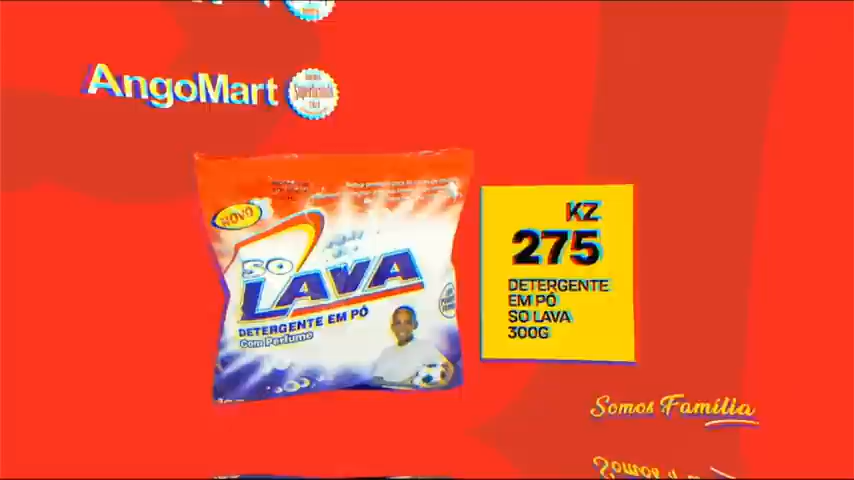 AngoMart
Superbrands
NOVO
SO
LAVA
DETERGENTE EM PÓ
Com Perfume
KZ
275
DETERGENTE
EM PÓ
SO LAVA
300G
Somos Família